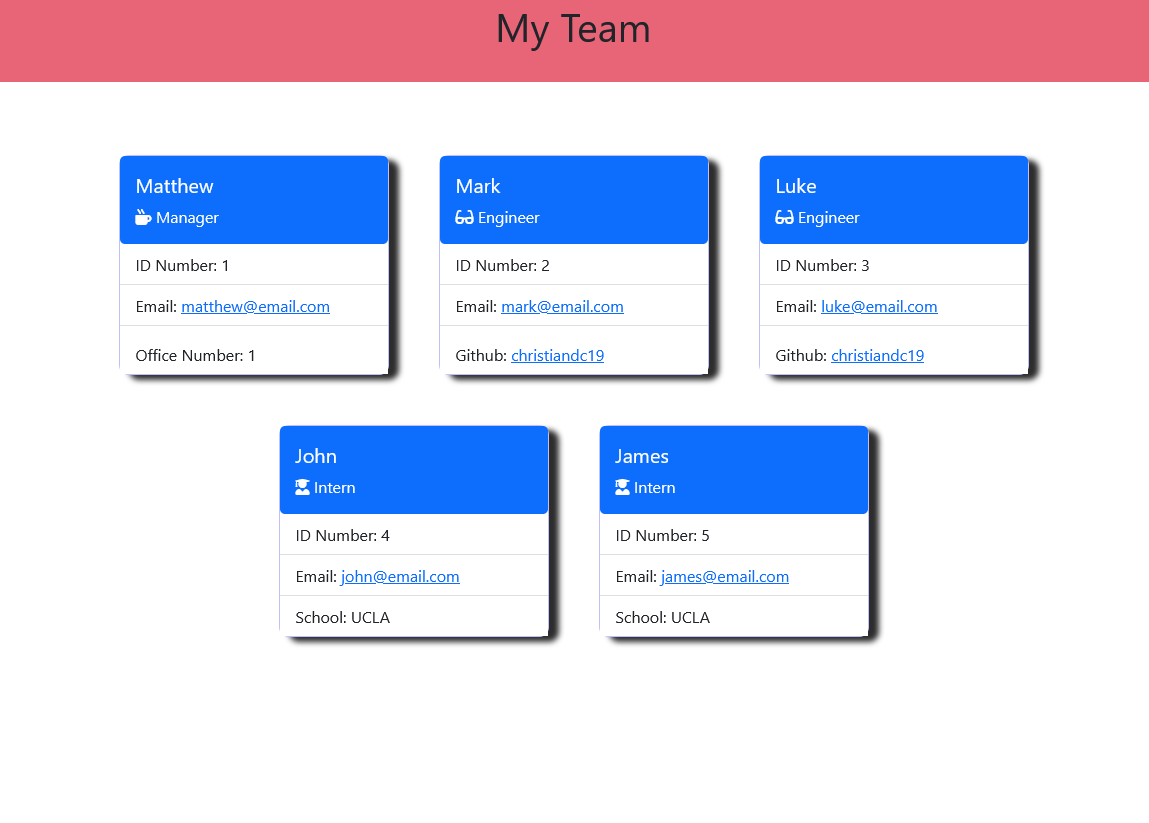 My Team
Matthew
Manager
ID Number: 1
Email: matthew@email.com
Office Number: 1
Mark
Engineer
ID Number: 2
Email: mark@email.com
Github: christiandc19
Luke
Engineer
ID Number: 3
Email: luke@email.com
Github: christiandc19
John
Intern
ID Number: 4
Email: john@email.com
School: UCLA
James
Intern
ID Number: 5
Email: james@email.com
School: UCLA